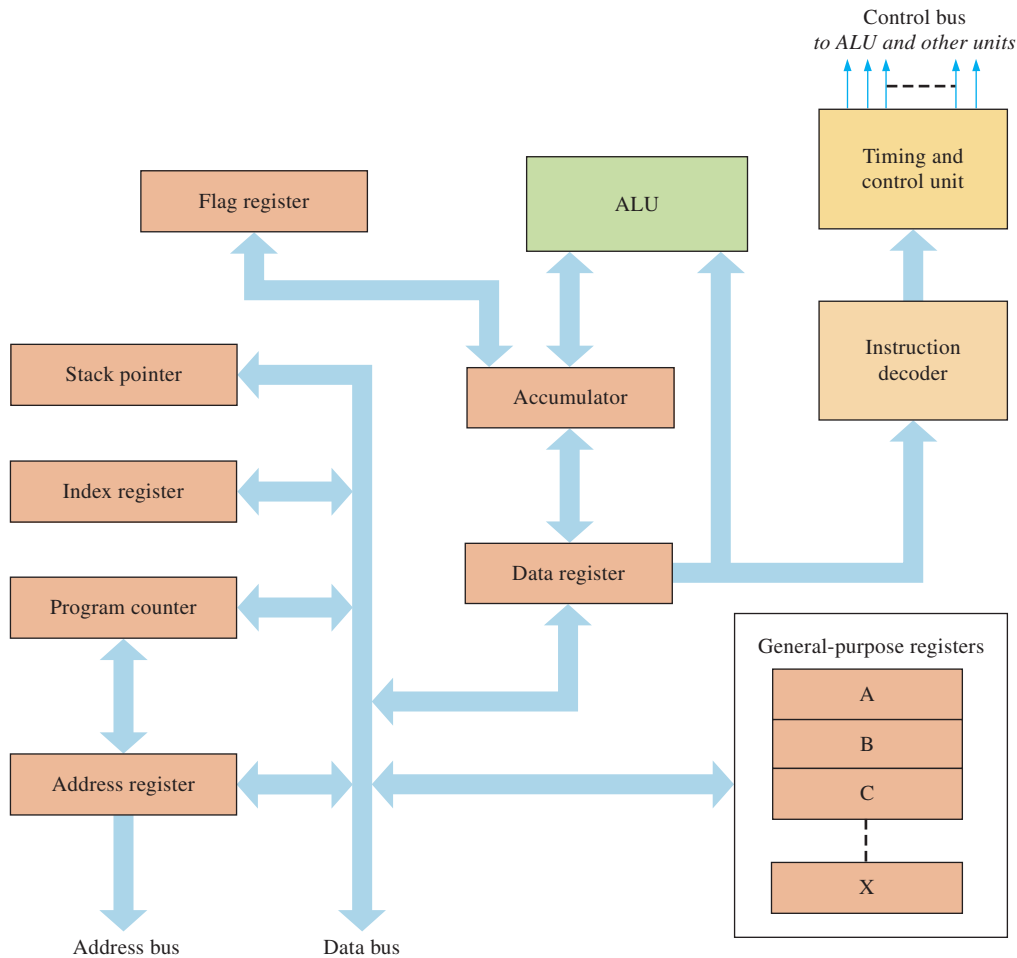 Control bus
to ALU and other units
Timing and
control unit
Flag register
ALU
Stack pointer
Accumulator
Instruction
decoder
Index register
Program counter
Data register
General-purpose registers
A
B
C
X
Address register
Address bus
Data bus